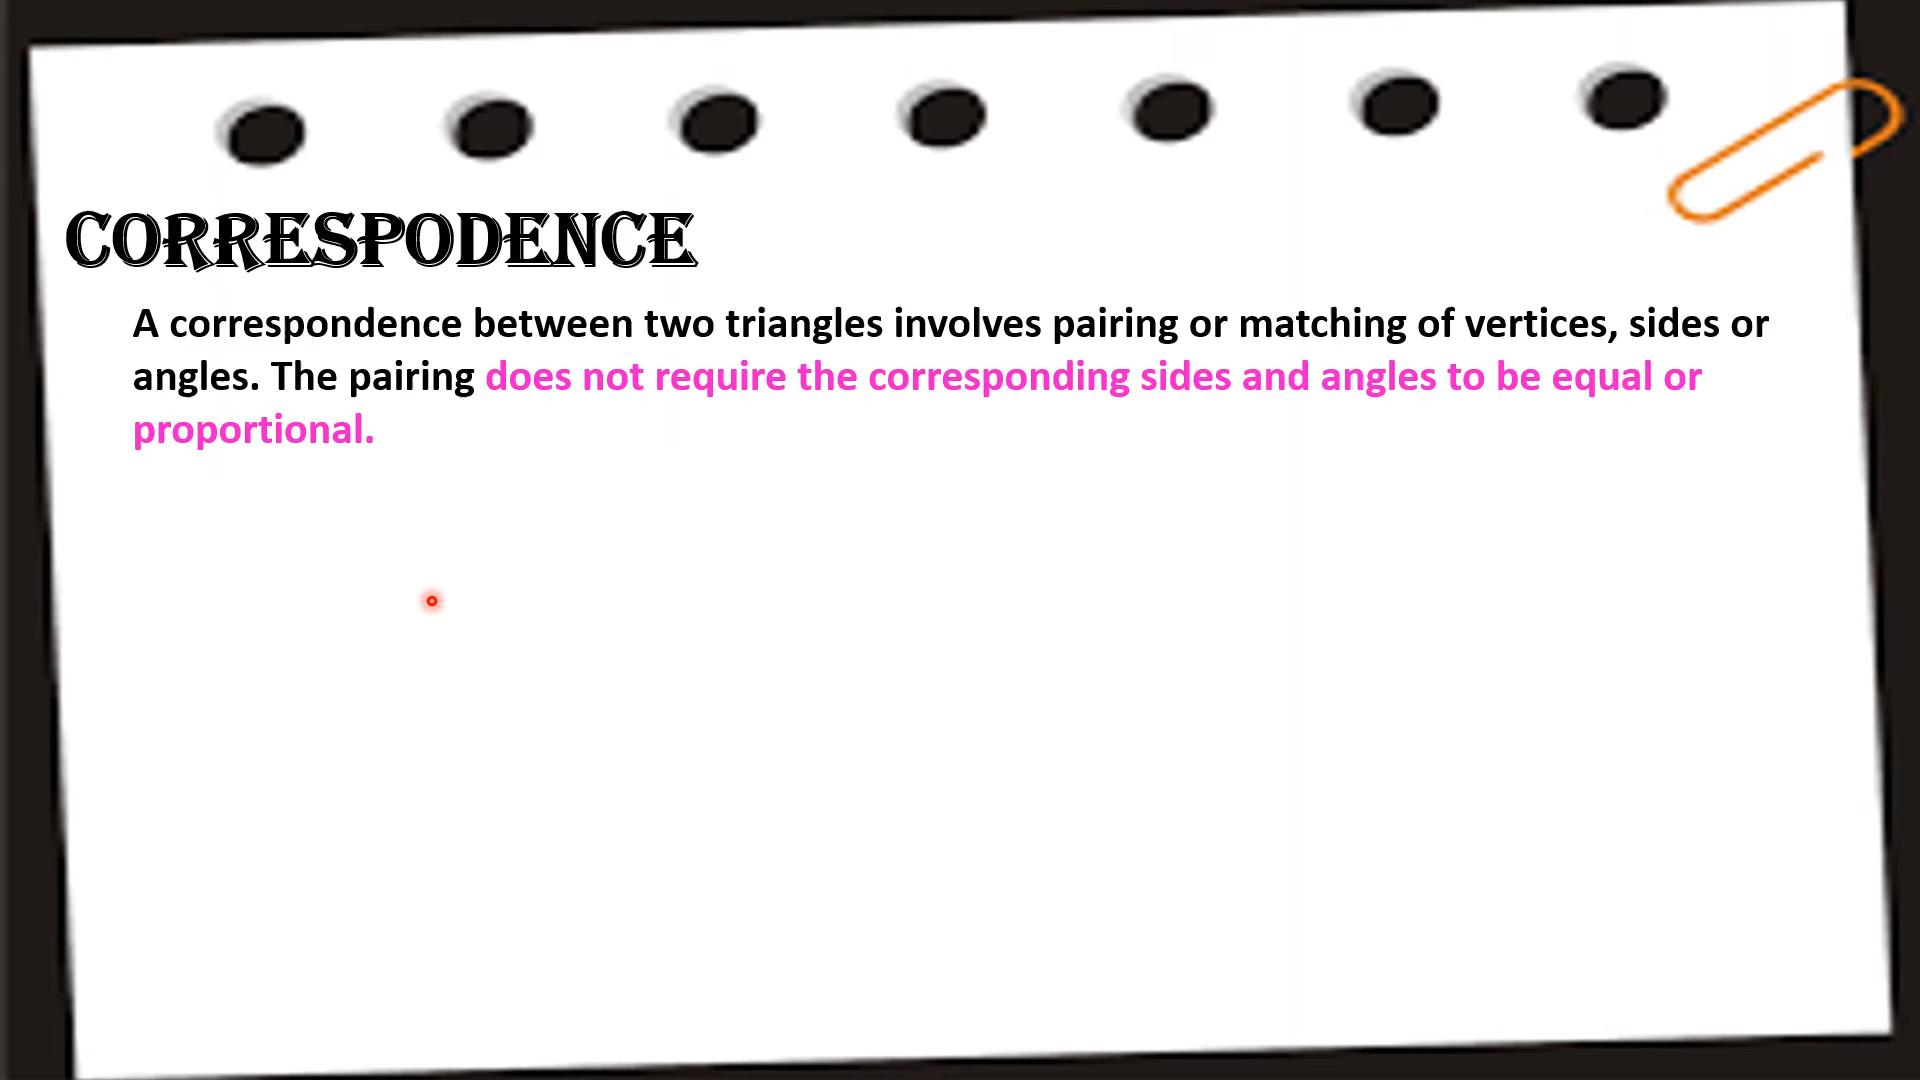 CORRESPODENCE
A correspondence between two triangles involves pairing or matching of vertices, sides or
angles. The pairing does not require the corresponding sides and angles to be equal or
proportional.